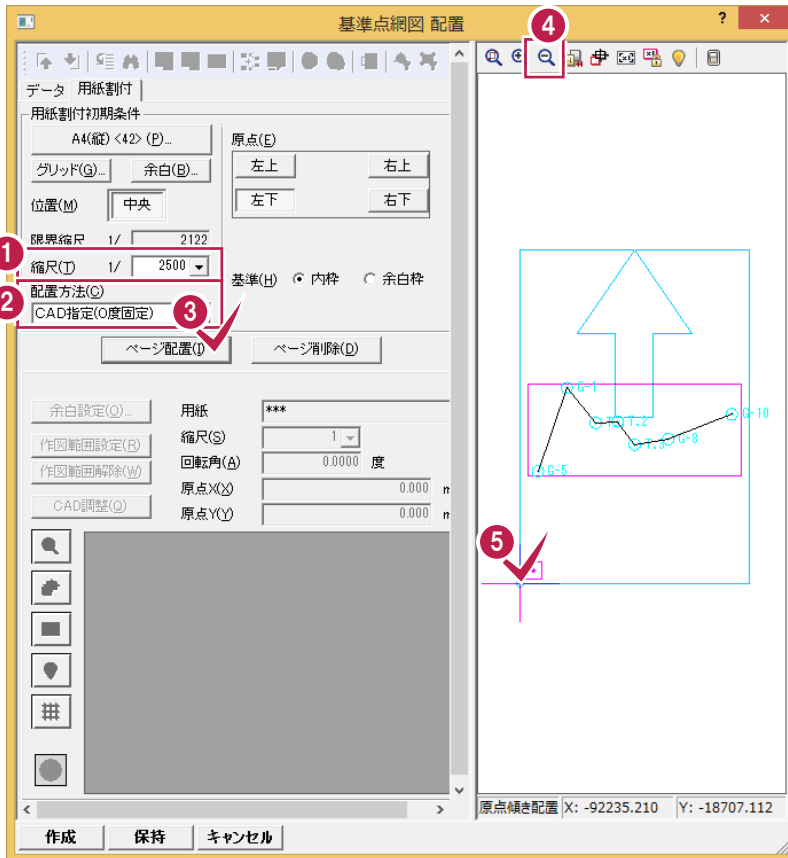 基準点網図 配置
?
×
4
データ 用紙割付
用紙割付初期条件
A4(縦) <42> (P)...
グリッド(G)... 余白(B)...
位置(M) 中央
限界縮尺 1/ 2122
1
縮尺(T) 1/ 2500
2
配置方法(C)
CAD指定(0度固定)
3
原点(E)
左上 右上
左下 右下
基準(H) 内枠 余白枠
ページ配置(I) ページ削除(D)
余白設定(O)...
作図範囲設定(R)
作図範囲解除(W)
CAD調整(Q)
用紙 ***
縮尺(S) 1
回転角(A) 0.0000 度
原点X(X) 0.000 m
原点Y(Y) 0.000 m
G-1
T.2
G-10
T.3
G-8
G-5
5
原点傾き配置 X: -92235.210 Y: -18707.112
作成 保持 キャンセル